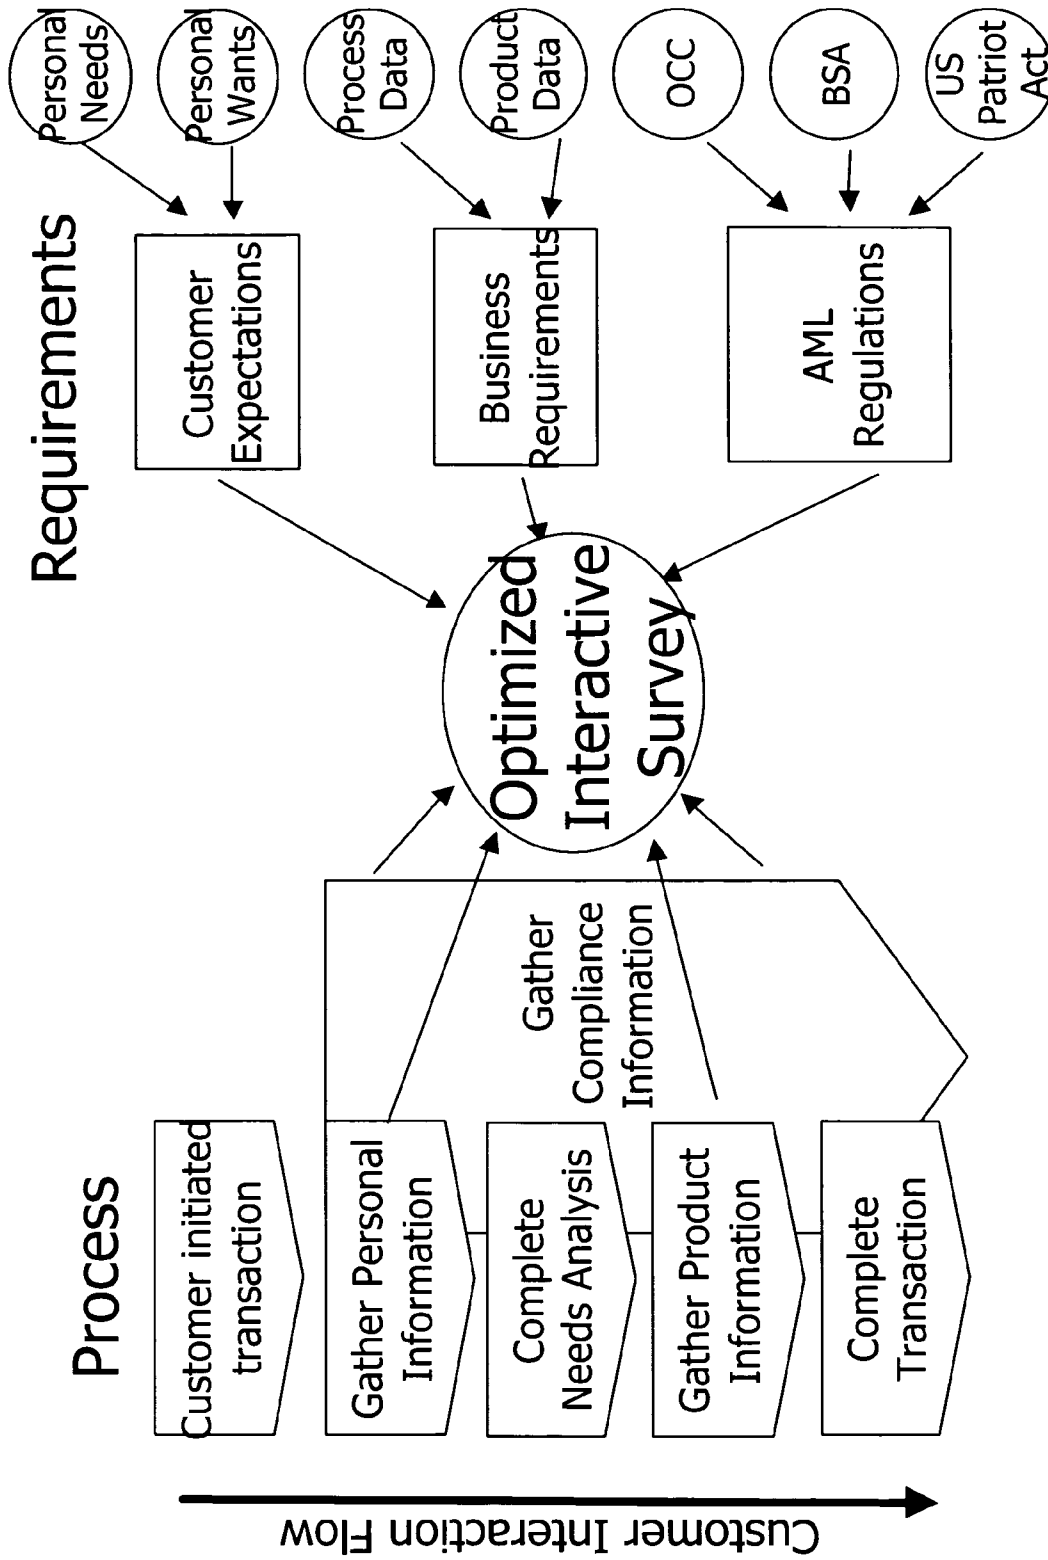 Process
Requirements
Customer Interaction Flow
Customer initiated
transaction
Gather Personal
Information
Complete
Needs Analysis
Gather Product
Information
Complete
Transaction
Gather
Compliance
Information
Optimized
Interactive
Survey
Customer
Expectations
Business
Requirements
AML
Regulations
Personal
Needs
Personal
Wants
Process
Data
Product
Data
OCC
BSA
US
Patriot
Act